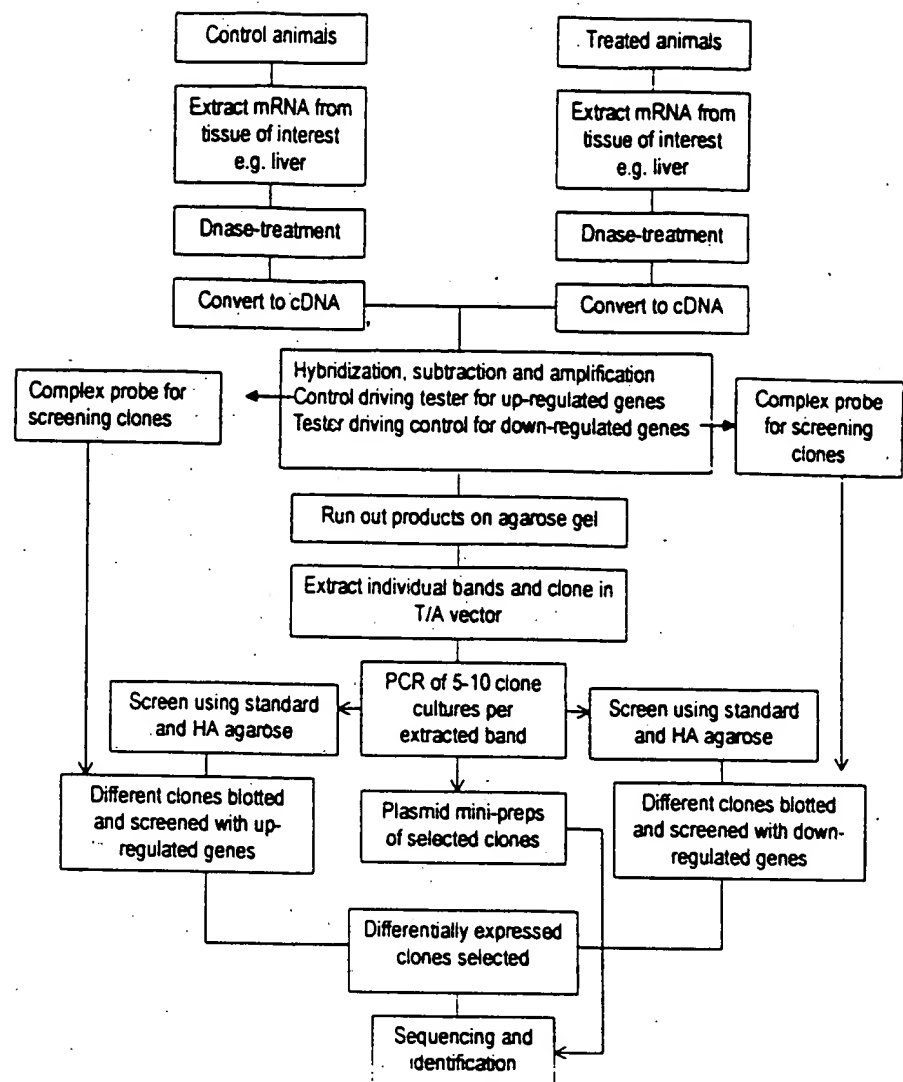 Control animals
Treated animals
Extract mRNA from
tissue of interest
e.g. liver
Extract mRNA from
tissue of interest
e.g. liver
Dnase-treatment
Dnase-treatment
Convert to cDNA
Convert to cDNA
Hybridization, subtraction and amplification
Control driving tester for up-regulated genes
Tester driving control for down-regulated genes
Complex probe for
screening clones
Complex probe
for screening
clones
Run out products on agarose gel
Extract individual bands and clone in
T/A vector
PCR of 5-10 clone
cultures per
extracted band
Screen using standard
and HA agarose
Screen using standard
and HA agarose
Different clones blotted
and screened with up-
regulated genes
Plasmid mini-preps
of selected clones
Different clones blotted
and screened with down-
regulated genes
Differentially expressed
clones selected
Sequencing and
identification